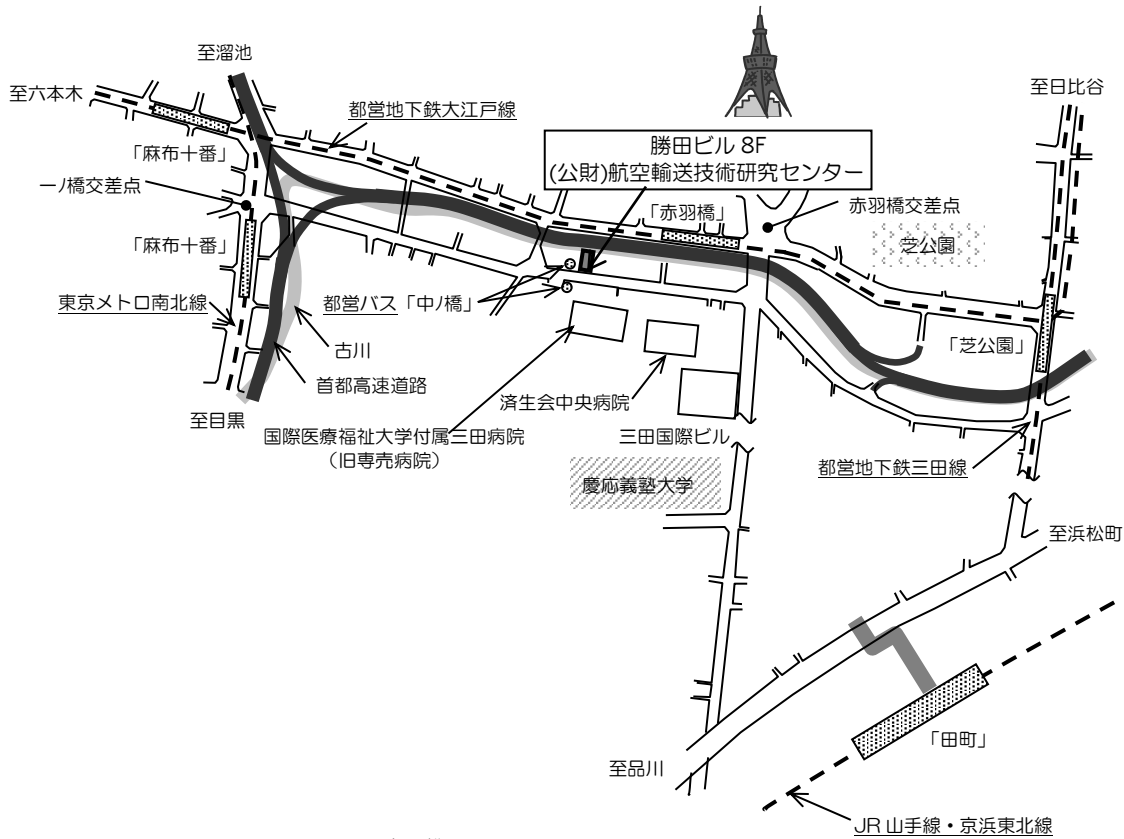 至溜池
至六本木
至日比谷
都営地下鉄大江戸線
勝田ビル 8F
(公財)航空輸送技術研究センター
「麻布十番」
一ノ橋交差点
「赤羽橋」
赤羽橋交差点
芝公園
「麻布十番」
東京メトロ南北線
都営バス「中ノ橋」
古川
首都高速道路
「芝公園」
至目黒
済生会中央病院
国際医療福祉大学付属三田病院
（旧専売病院）
三田国際ビル
都営地下鉄三田線
慶応義塾大学
至浜松町
「田町」
至品川
JR 山手線・京浜東北線